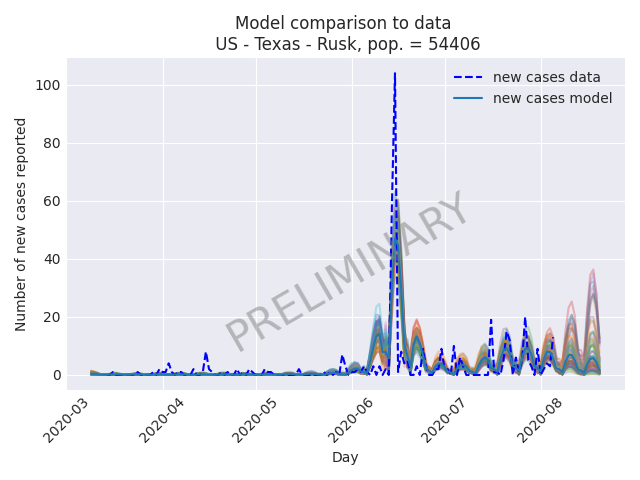 Model comparison to data
US - Texas - Rusk, pop. = 54406
new cases data
new cases model
Number of new cases reported
100
80
60
40
20
0
PRELIMINARY
2020-03
2020-04
2020-05
2020-06
2020-07
2020-08
Day